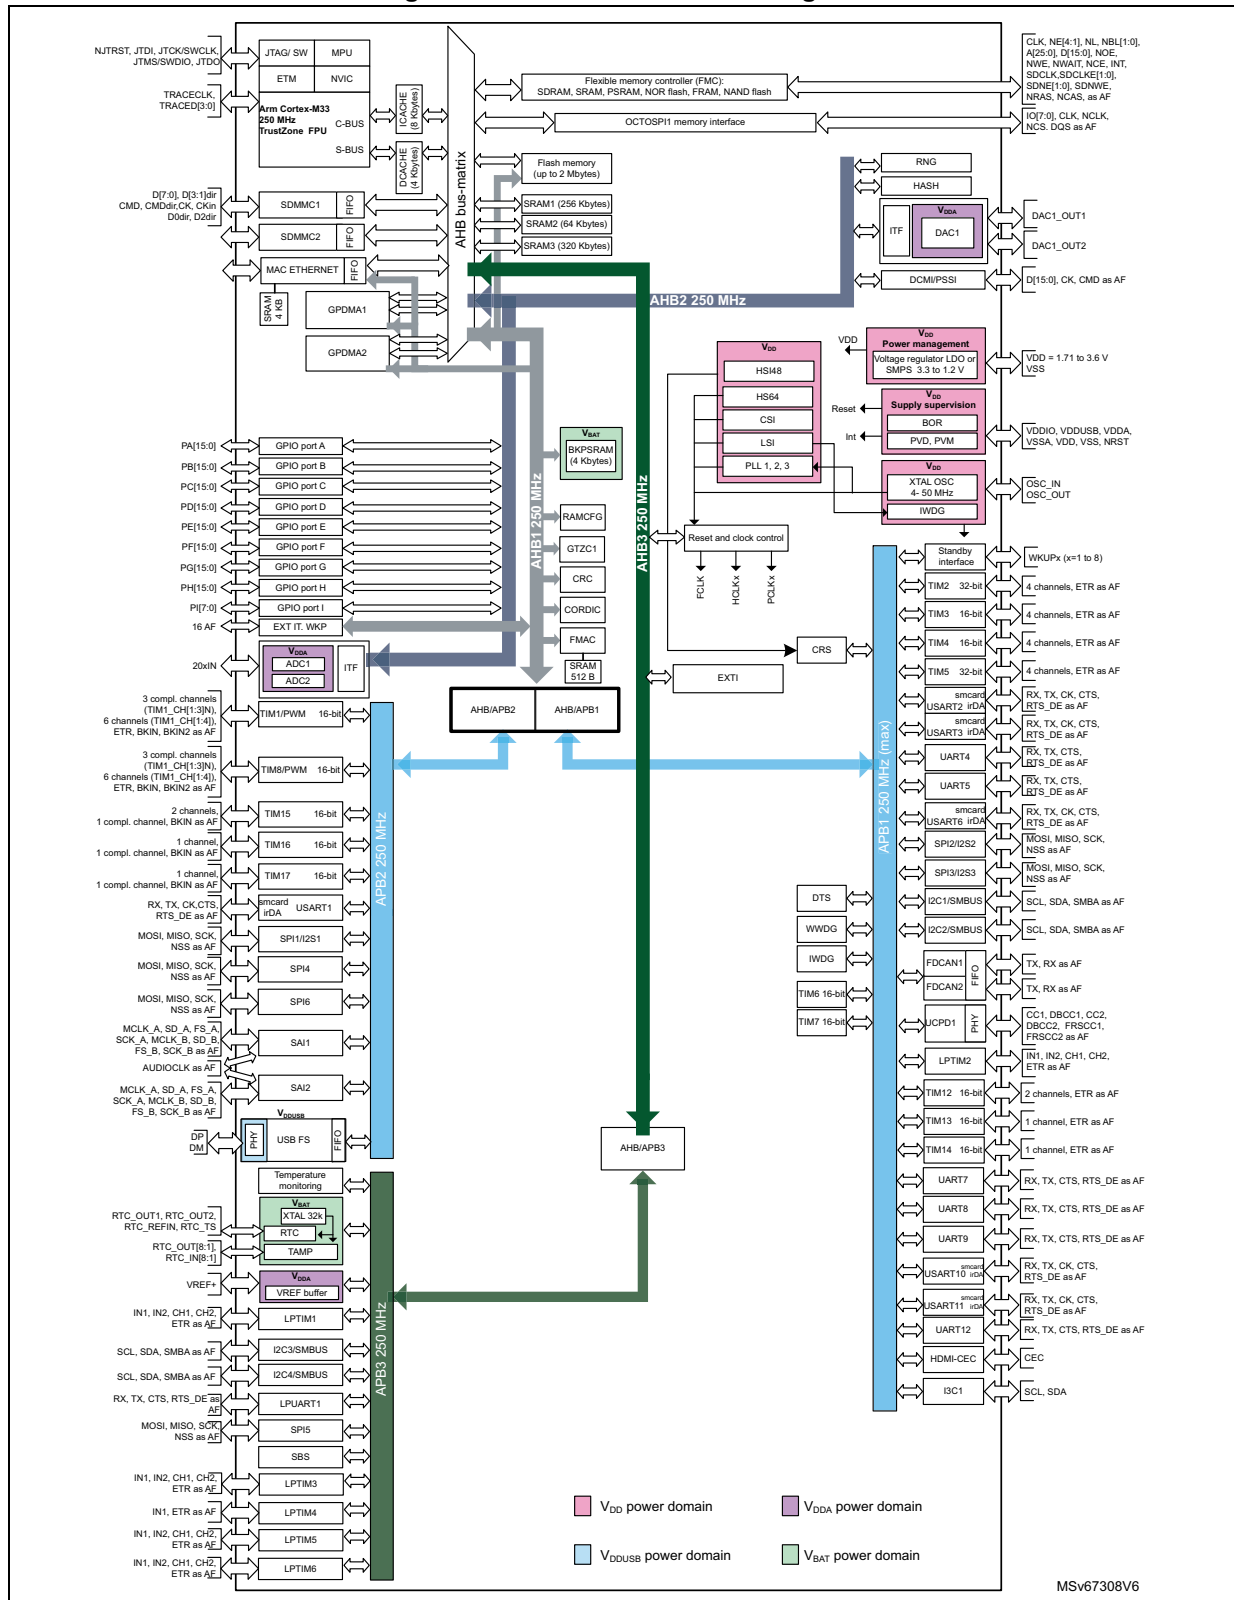 NJTRST, JTDI, JTCK/SWCLK,
JTMS/SWDIO, JTDO
TRACECLK,
TRACED[3:0]
JTAG/ SW
MPU
ETM
NVIC
Arm Cortex-M33
250 MHz
TrustZone FPU
C-BUS
S-BUS
ICACHE
(8 Kbytes)
DCACHE
(4 Kbytes)
AHB bus-matrix
Flexible memory controller (FMC):
SDRAM, SRAM, PSRAM, NOR flash, FRAM, NAND flash
OCTOSPI1 memory interface
CLK, NE[4:1], NL, NBL[1:0],
A[25:0], D[15:0], NOE,
NWE, NWAIT, NCE, INT,
SDCLK,SDCLKE[1:0],
SDNE[1:0], SDNWE,
NRAS, NCAS, as AF
IO[7:0], CLK, NCLK,
NCS. DQS as AF
Flash memory
(up to 2 Mbytes)
SRAM1 (256 Kbytes)
SRAM2 (64 Kbytes)
SRAM3 (320 Kbytes)
RNG
HASH
ITF
VDDA
DAC1
DAC1_OUT1
DAC1_OUT2
DCMI/PSSI
D[15:0], CK, CMD as AF
D[7:0], D[3:1]dir
CMD, CMDdir,CK, CKin
D0dir, D2dir
SDMMC1
FIFO
SDMMC2
FIFO
MAC ETHERNET
FIFO
SRAM
4 KB
GPDMA1
GPDMA2
AHB2 250 MHz
AHB1 250 MHz
AHB3 250 MHz
VDD
HSI48
HS64
CSI
LSI
PLL 1, 2, 3
VDD
VDD
Power management
Voltage regulator LDO or
SMPS 3.3 to 1.2 V
VDD = 1.71 to 3.6 V
VSS
Reset
Int
VDD
Supply supervision
BOR
PVD, PVM
VDDIO, VDDUSB, VDDA,
VSSA, VDD, VSS, NRST
VDD
XTAL OSC
4- 50 MHz
IWDG
OSC_IN
OSC_OUT
Reset and clock control
FCLK
HCLKx
PCLKx
PA[15:0]
GPIO port A
PB[15:0]
GPIO port B
PC[15:0]
GPIO port C
PD[15:0]
GPIO port D
PE[15:0]
GPIO port E
PF[15:0]
GPIO port F
PG[15:0]
GPIO port G
PH[15:0]
GPIO port H
PI[7:0]
GPIO port I
16 AF
EXT IT. WKP
20xIN
VDDA
ADC1
ADC2
ITF
VBAT
BKPSRAM
(4 Kbytes)
RAMCFG
GTZC1
CRC
CORDIC
FMAC
SRAM
512 B
AHB/APB2
AHB/APB1
EXTI
CRS
3 compl. channels
(TIM1_CH[1:3]N),
6 channels (TIM1_CH[1:4]),
ETR, BKIN, BKIN2 as AF
TIM1/PWM 16-bit
3 compl. channels
(TIM1_CH[1:3]N),
6 channels (TIM1_CH[1:4]),
ETR, BKIN, BKIN2 as AF
TIM8/PWM 16-bit
2 channels,
1 compl. channel, BKIN as AF
TIM15 16-bit
1 channel,
1 compl. channel, BKIN as AF
TIM16 16-bit
1 channel,
1 compl. channel, BKIN as AF
TIM17 16-bit
RX, TX, CK,CTS,
RTS_DE as AF
smcard
irDA USART1
MOSI, MISO, SCK,
NSS as AF
SPI1/I2S1
MOSI, MISO, SCK,
NSS as AF
SPI4
MOSI, MISO, SCK,
NSS as AF
SPI6
MCLK_A, SD_A, FS_A,
SCK_A, MCLK_B, SD_B,
FS_B, SCK_B as AF
SAI1
AUDIOCLK as AF
MCLK_A, SD_A, FS_A,
SCK_A, MCLK_B, SD_B,
FS_B, SCK_B as AF
SAI2
VDDUSB
DP
DM
PHY
USB FS
FIFO
APB2 250 MHz
Temperature
monitoring
VBAT
XTAL 32k
RTC
TAMP
RTC_OUT1, RTC_OUT2,
RTC_REFIN, RTC_TS
RTC_OUT[8:1],
RTC_IN[8:1]
VREF+
VDDA
VREF buffer
IN1, IN2, CH1, CH2,
ETR as AF
LPTIM1
SCL, SDA, SMBA as AF
I2C3/SMBUS
SCL, SDA, SMBA as AF
I2C4/SMBUS
RX, TX, CTS, RTS_DE as
AF
LPUART1
MOSI, MISO, SCK,
NSS as AF
SPI5
SBS
IN1, IN2, CH1, CH2,
ETR as AF
LPTIM3
IN1, ETR as AF
LPTIM4
IN1, IN2, CH1, CH2,
ETR as AF
LPTIM5
IN1, IN2, CH1, CH2,
ETR as AF
LPTIM6
APB3 250 MHz
AHB/APB3
DTS
WWDG
IWDG
TIM6 16-bit
TIM7 16-bit
APB1 250 MHz (max)
Standby
interface
WKUPx (x=1 to 8)
TIM2 32-bit
4 channels, ETR as AF
TIM3 16-bit
4 channels, ETR as AF
TIM4 16-bit
4 channels, ETR as AF
TIM5 32-bit
4 channels, ETR as AF
smcard
USART2 irDA
RX, TX, CK, CTS,
RTS_DE as AF
smcard
USART3 irDA
RX, TX, CK, CTS,
RTS_DE as AF
UART4
RX, TX, CTS,
RTS_DE as AF
UART5
RX, TX, CTS,
RTS_DE as AF
smcard
USART6 irDA
RX, TX, CK, CTS,
RTS_DE as AF
SPI2/I2S2
MOSI, MISO, SCK,
NSS as AF
SPI3/I2S3
MOSI, MISO, SCK,
NSS as AF
I2C1/SMBUS
SCL, SDA, SMBA as AF
I2C2/SMBUS
SCL, SDA, SMBA as AF
FDCAN1
FDCAN2
FIFO
TX, RX as AF
TX, RX as AF
UCPD1
PHY
CC1, DBCC1, CC2,
DBCC2, FRSCC1,
FRSCC2 as AF
LPTIM2
IN1, IN2, CH1, CH2,
ETR as AF
TIM12 16-bit
2 channels, ETR as AF
TIM13 16-bit
1 channel, ETR as AF
TIM14 16-bit
1 channel, ETR as AF
UART7
RX, TX, CTS, RTS_DE as AF
UART8
RX, TX, CTS, RTS_DE as AF
UART9
RX, TX, CTS, RTS_DE as AF
smcard
USART10 irDA
RX, TX, CK, CTS,
RTS_DE as AF
smcard
USART11 irDA
RX, TX, CK, CTS,
RTS_DE as AF
UART12
RX, TX, CTS, RTS_DE as AF
HDMI-CEC
CEC
I3C1
SCL, SDA
VDD power domain
VDDA power domain
VDDUSB power domain
VBAT power domain
MSv67308V6